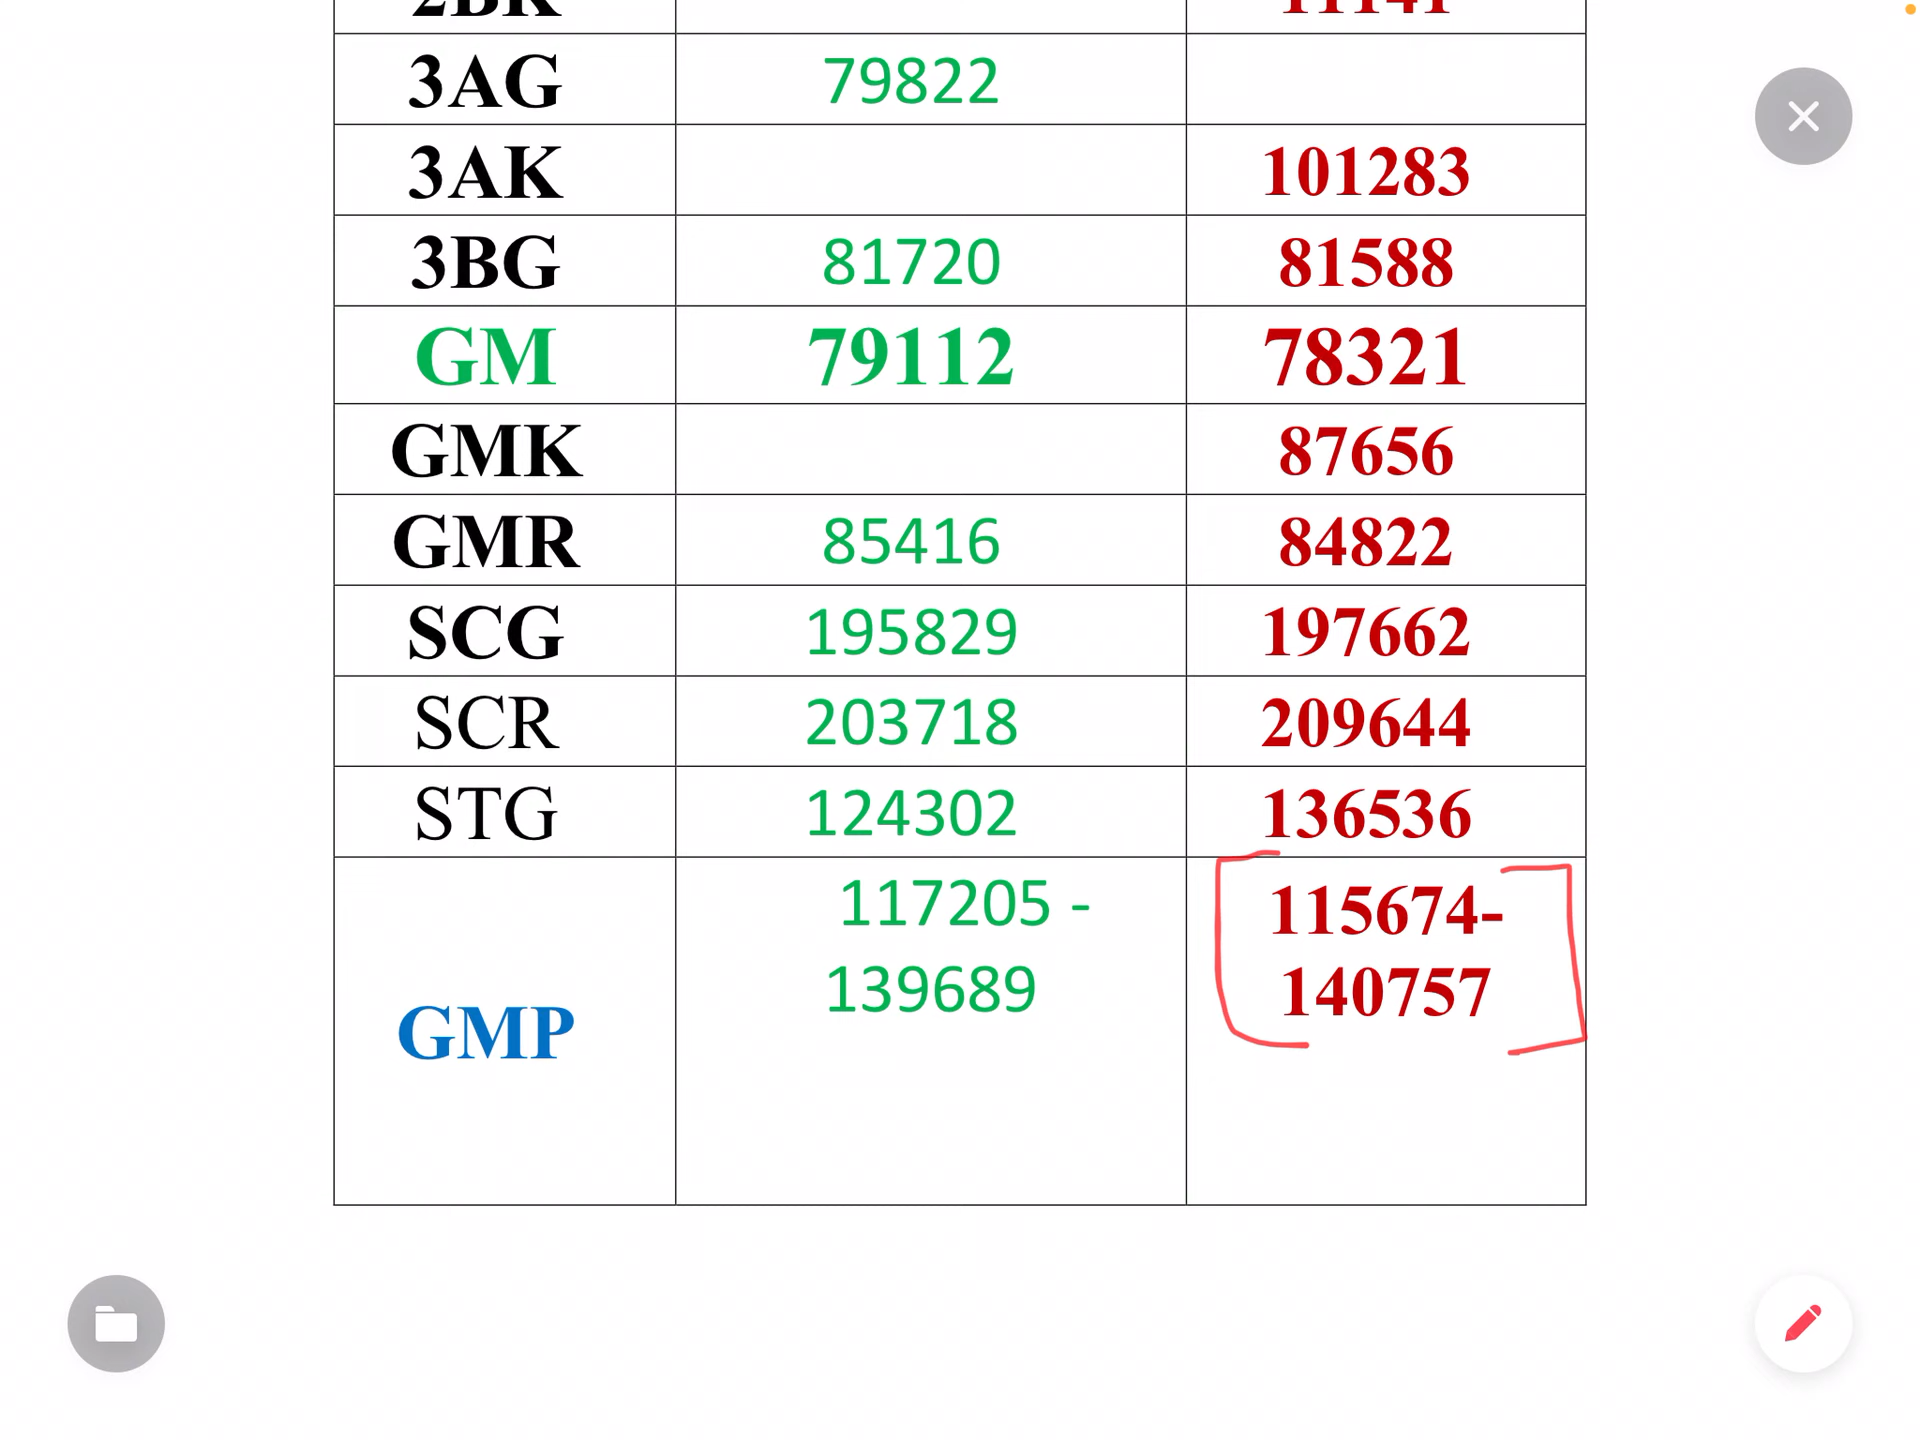 3AG 79822
3AK 101283
3BG 81720 81588
GM 79112 78321
GMK 87656
GMR 85416 84822
SCG 195829 197662
SCR 203718 209644
STG 124302 136536
GMP 117205 - 115674-
139689 140757